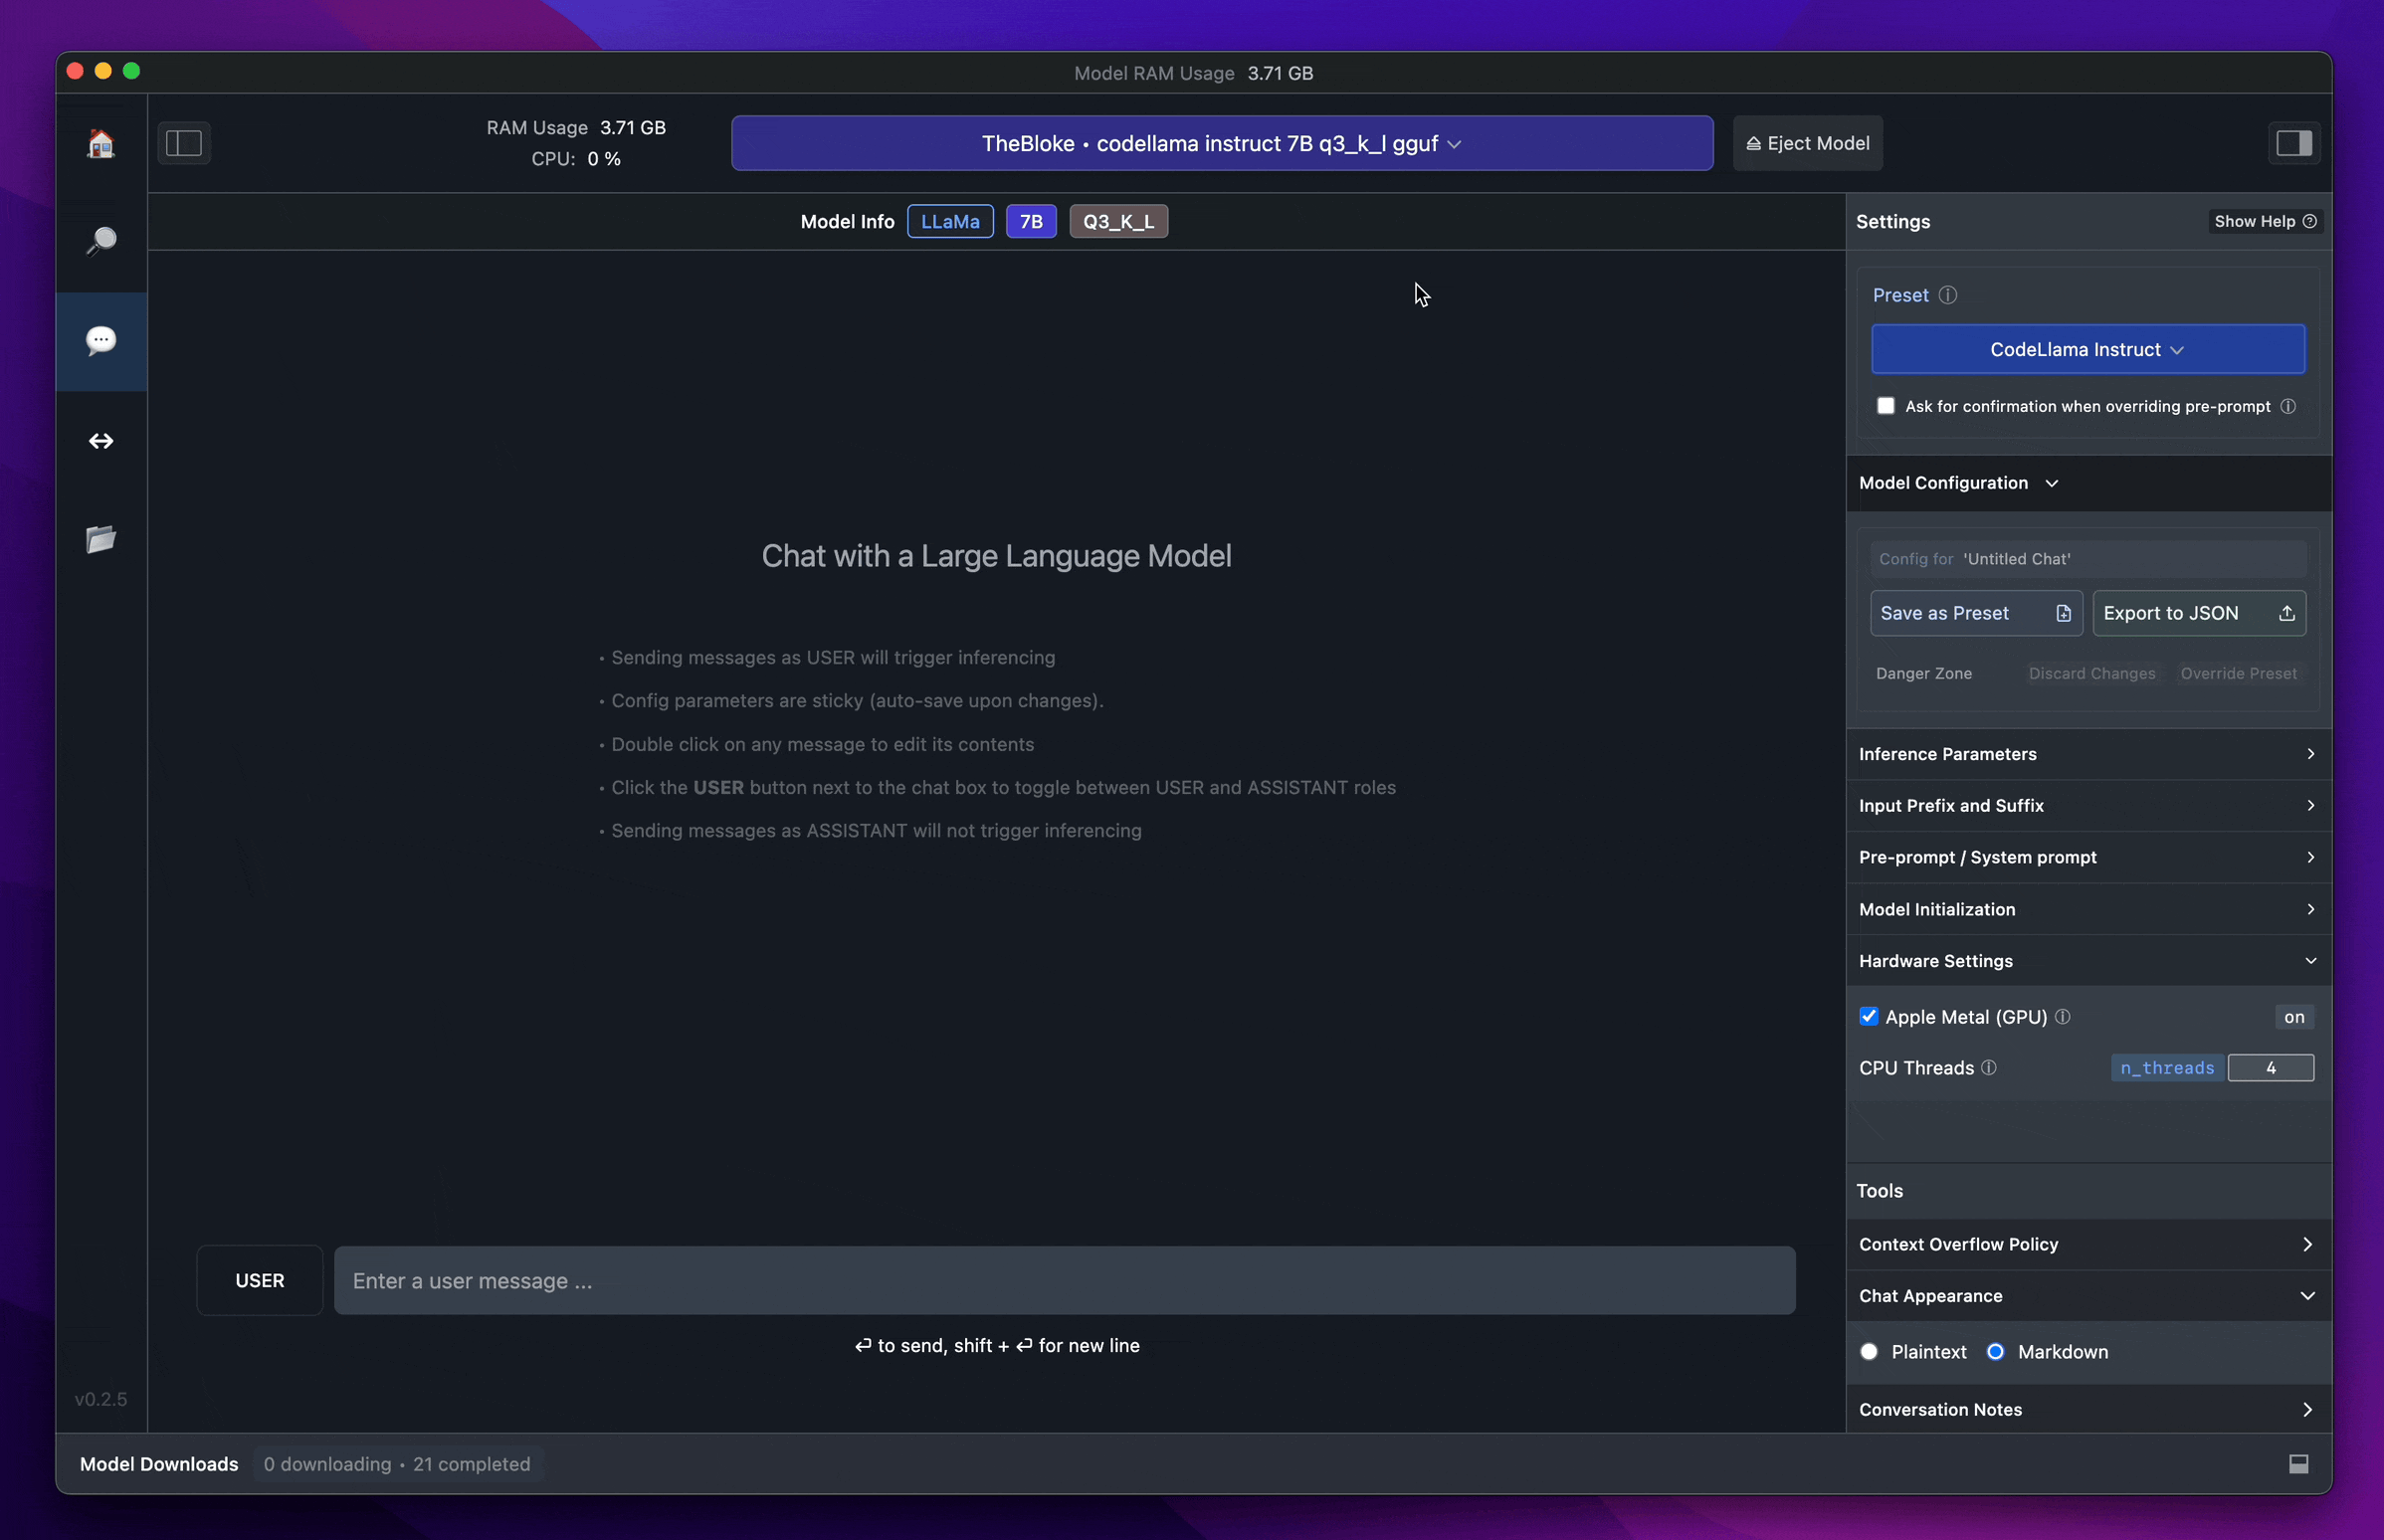 Model RAM Usage 3.71 GB
RAM Usage 3.71 GB
CPU: 0 %
TheBloke • codellama instruct 7B q3_k_l gguf
Eject Model
Model Info LLaMa 7B Q3_K_L
Chat with a Large Language Model
• Sending messages as USER will trigger inferencing
• Config parameters are sticky (auto-save upon changes).
• Double click on any message to edit its contents
• Click the USER button next to the chat box to toggle between USER and ASSISTANT roles
• Sending messages as ASSISTANT will not trigger inferencing
USER
Enter a user message ...
⏎ to send, shift + ⏎ for new line
v0.2.5
Settings
Show Help
Preset
CodeLlama Instruct
Ask for confirmation when overriding pre-prompt
Model Configuration
Config for 'Untitled Chat'
Save as Preset
Export to JSON
Danger Zone
Discard Changes
Override Preset
Inference Parameters
Input Prefix and Suffix
Pre-prompt / System prompt
Model Initialization
Hardware Settings
Apple Metal (GPU)
on
CPU Threads
n_threads
4
Tools
Context Overflow Policy
Chat Appearance
Plaintext
Markdown
Conversation Notes
Model Downloads
0 downloading • 21 completed